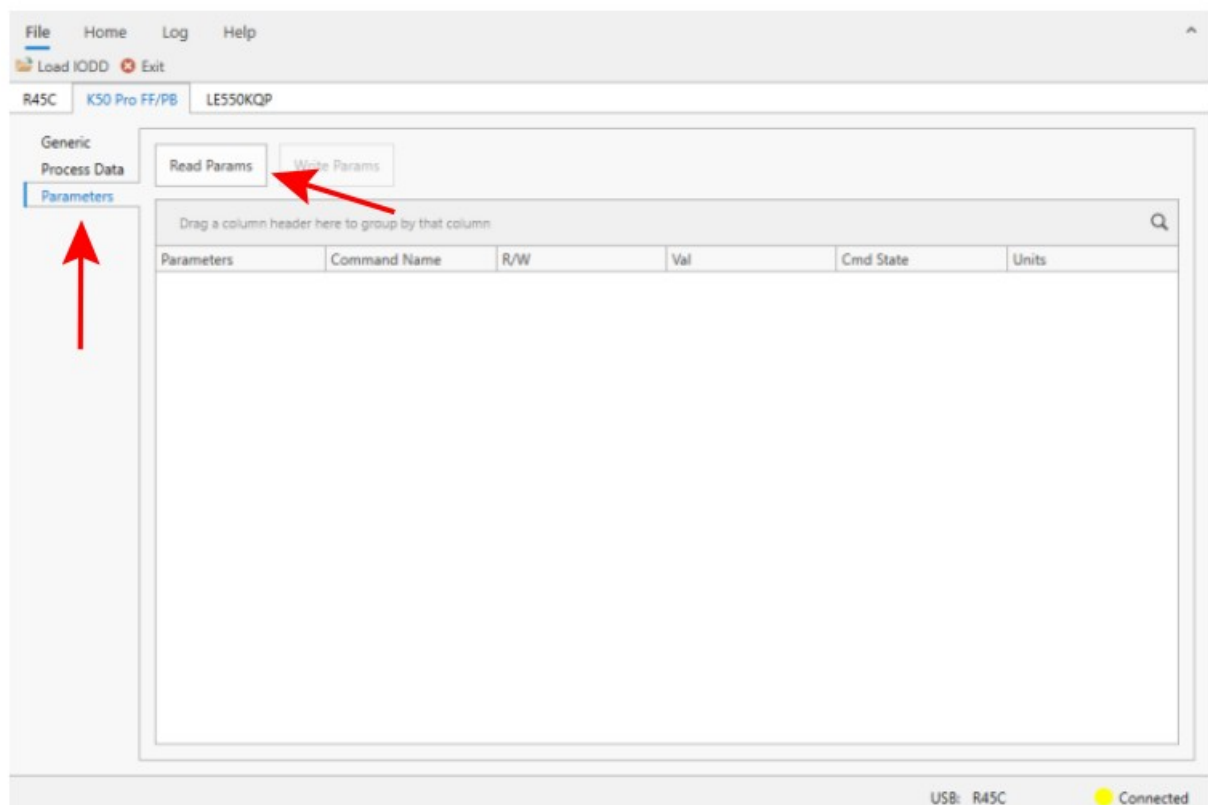 File Home Log Help
Load IODD Exit
R45C K50 Pro FF/PB LE550KQP
Generic
Process Data
Parameters
Read Params Write Params
Drag a column header here to group by that column
Parameters Command Name R/W Val Cmd State Units
USB: R45C Connected